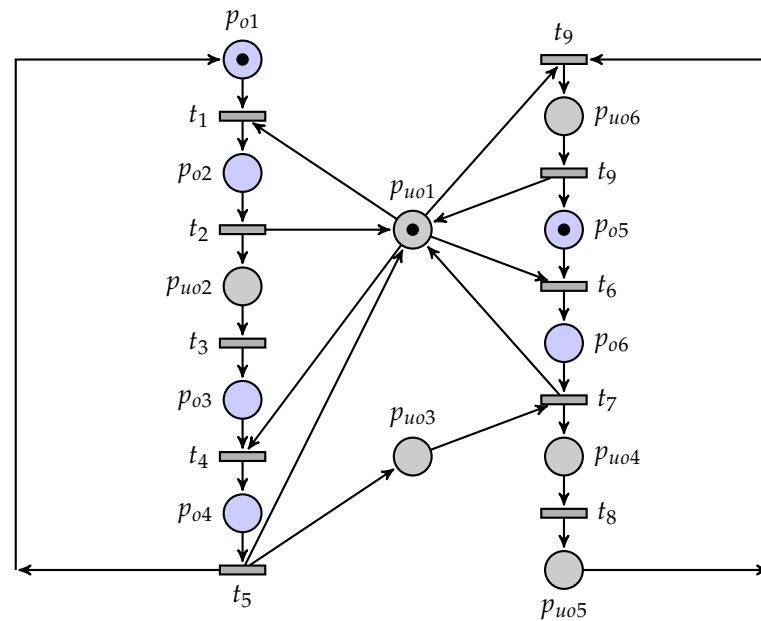 p_{o1}
t_1
p_{o2}
t_2
p_{uo2}
t_3
p_{o3}
t_4
p_{o4}
t_5
p_{uo1}
p_{uo3}
t_9
p_{uo6}
t_9
p_{o5}
t_6
p_{o6}
t_7
p_{uo4}
t_8
p_{uo5}